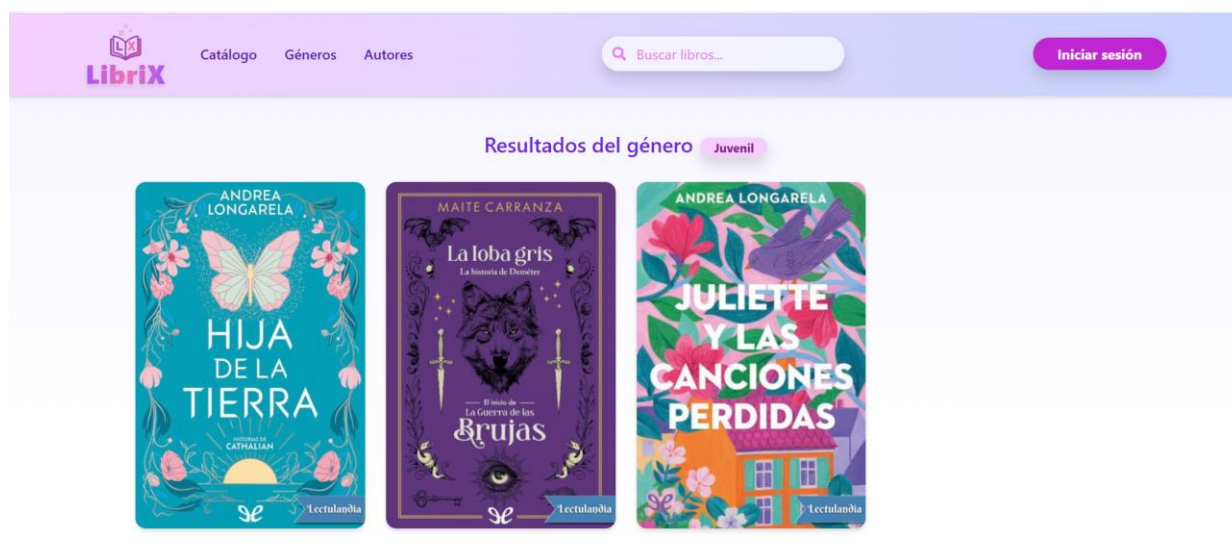 LX
LibriX
Catálogo
Géneros
Autores
Buscar libros...
Iniciar sesión
Resultados del género Juvenil
ANDREA
LONGARELA
HIJA
DE LA
TIERRA
HISTORIAS DE
CATHALIAN
Lectulandia
MAITE CARRANZA
La loba gris
La historia de Deméter
El inicio de
La Guerra de las
Brujas
Lectulandia
ANDREA LONGARELA
JULIETTE
Y LAS
CANCIONES
PERDIDAS
Lectulandia